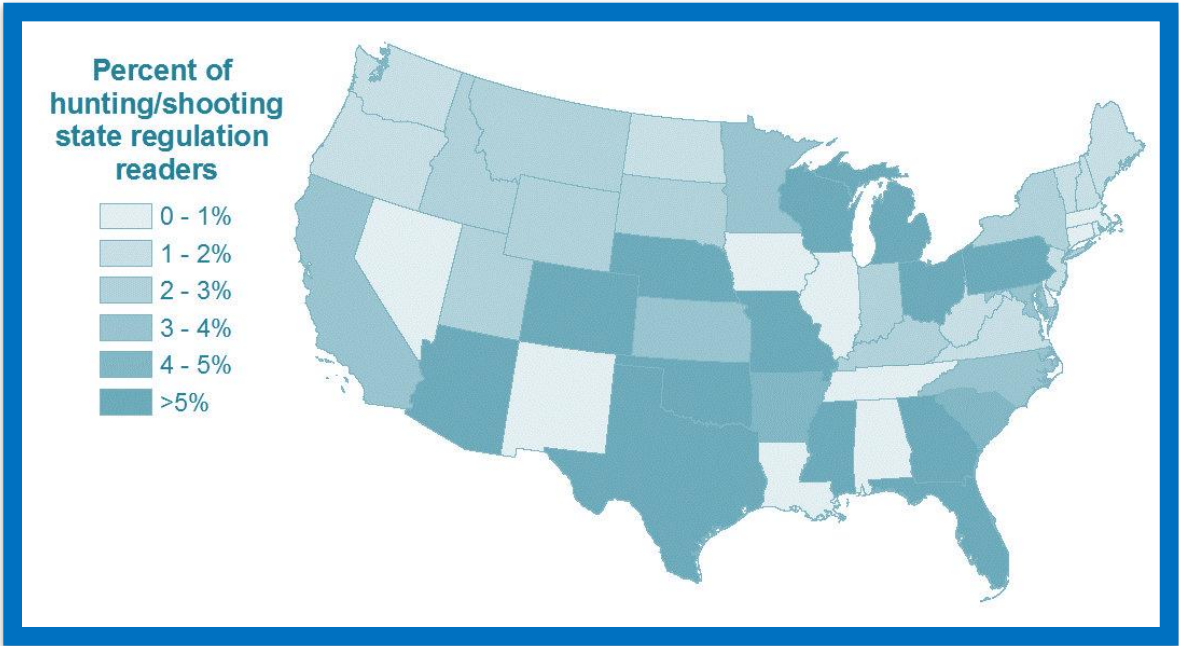 Percent of
hunting/shooting
state regulation
readers
0 - 1%
1 - 2%
2 - 3%
3 - 4%
4 - 5%
>5%